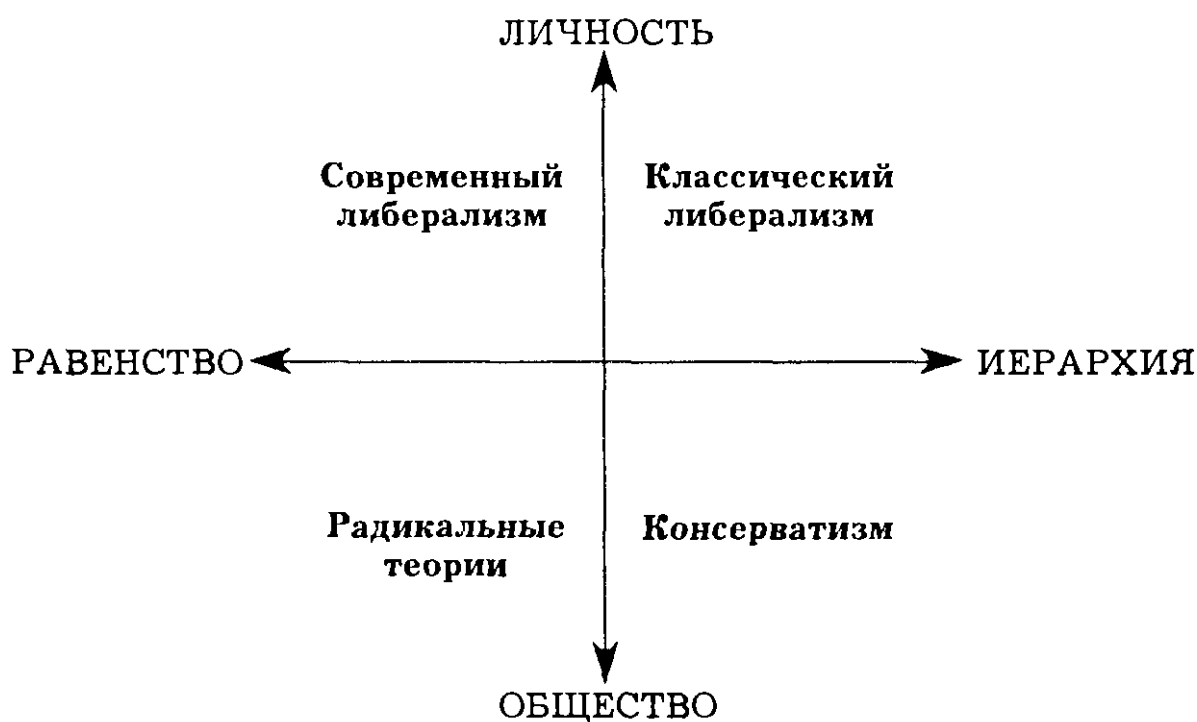 ЛИЧНОСТЬ
Современный
либерализм
Классический
либерализм
РАВЕНСТВО
ИЕРАРХИЯ
Радикальные
теории
Консерватизм
ОБЩЕСТВО